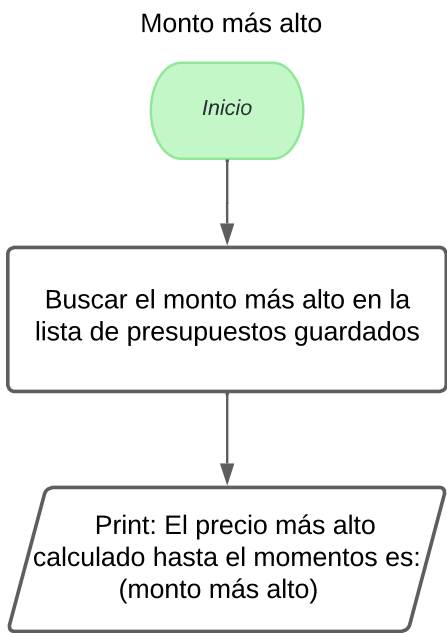 Monto más alto
Inicio
Buscar el monto más alto en la
lista de presupuestos guardados
Print: El precio más alto
calculado hasta el momentos es:
(monto más alto)